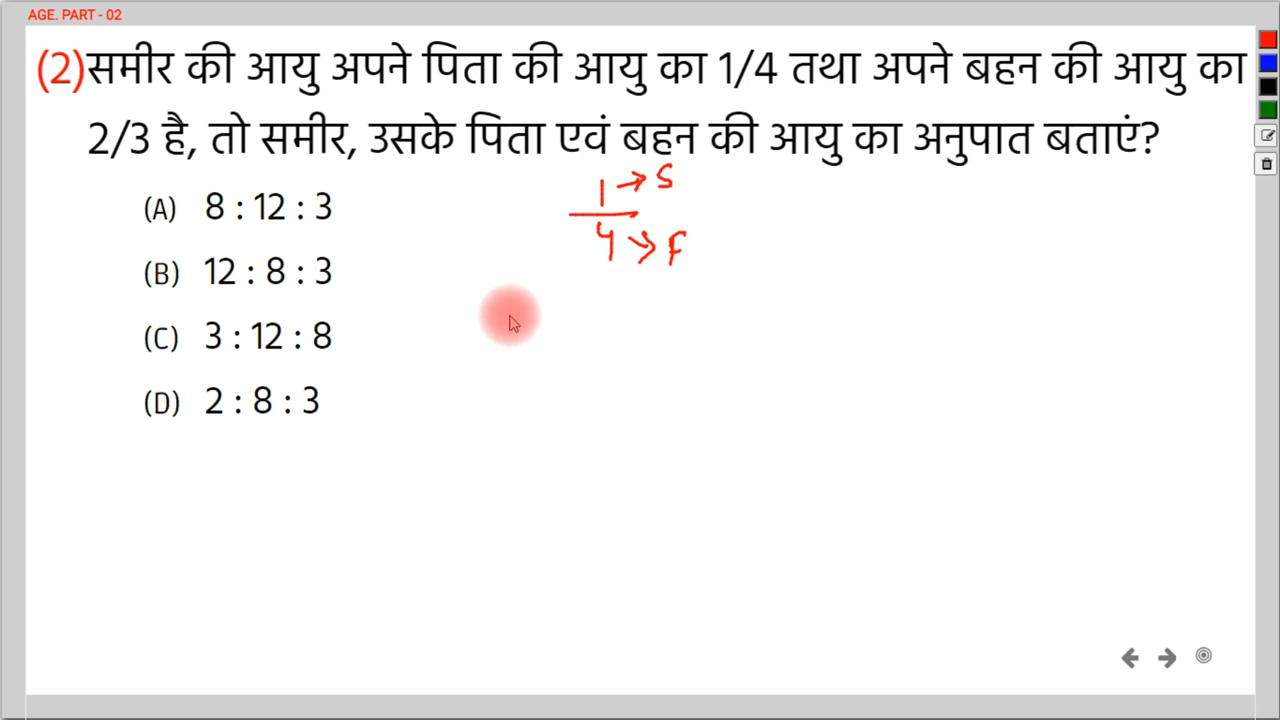 AGE. PART - 02
(2)समीर की आयु अपने पिता की आयु का 1/4 तथा अपने बहन की आयु का
2/3 है, तो समीर, उसके पिता एवं बहन की आयु का अनुपात बताएं?
(A) 8 : 12 : 3
(B) 12 : 8 : 3
(C) 3 : 12 : 8
(D) 2 : 8 : 3
1 → S
4 → F